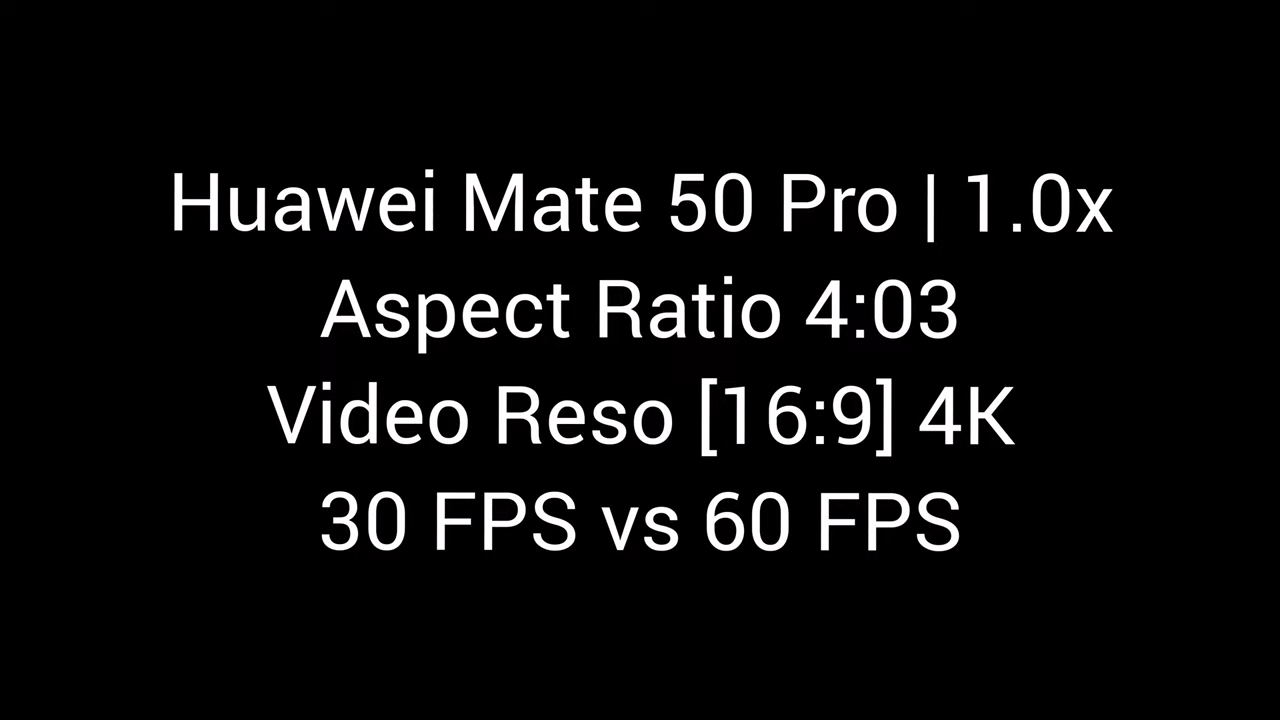 Huawei Mate 50 Pro | 1.0x
Aspect Ratio 4:03
Video Reso [16:9] 4K
30 FPS vs 60 FPS